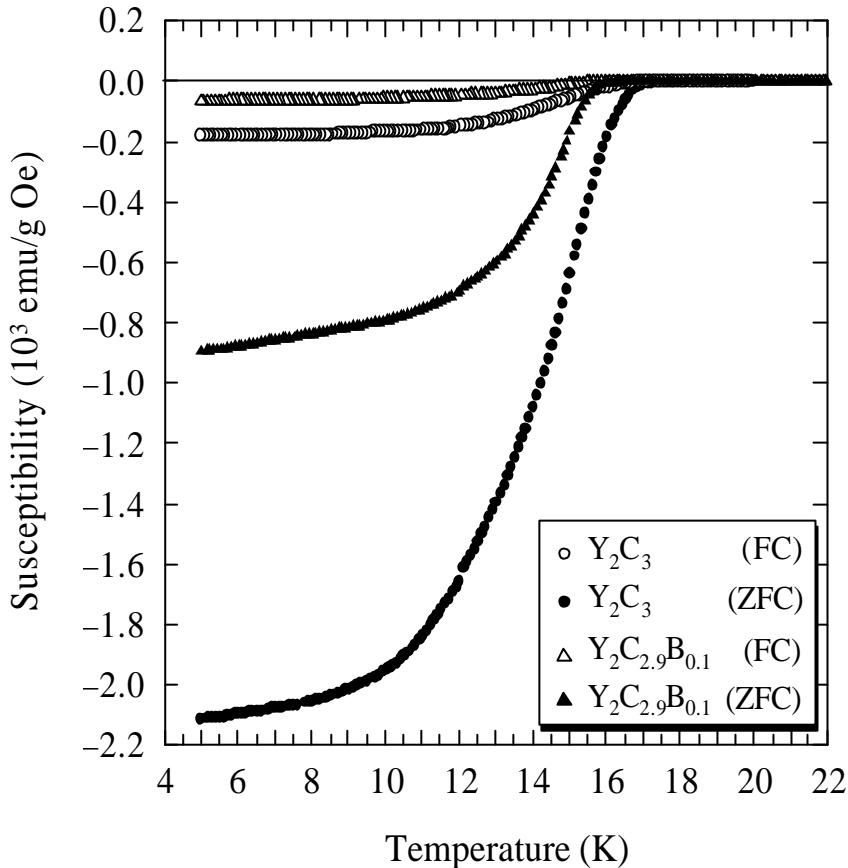 0.2
0.0
−0.2
−0.4
−0.6
−0.8
−1.0
−1.2
−1.4
−1.6
−1.8
−2.0
−2.2
Susceptibility (10³ emu/g Oe)
Y₂C₃ (FC)
Y₂C₃ (ZFC)
Y₂C₂.₉B₀.₁ (FC)
Y₂C₂.₉B₀.₁ (ZFC)
4 6 8 10 12 14 16 18 20 22
Temperature (K)